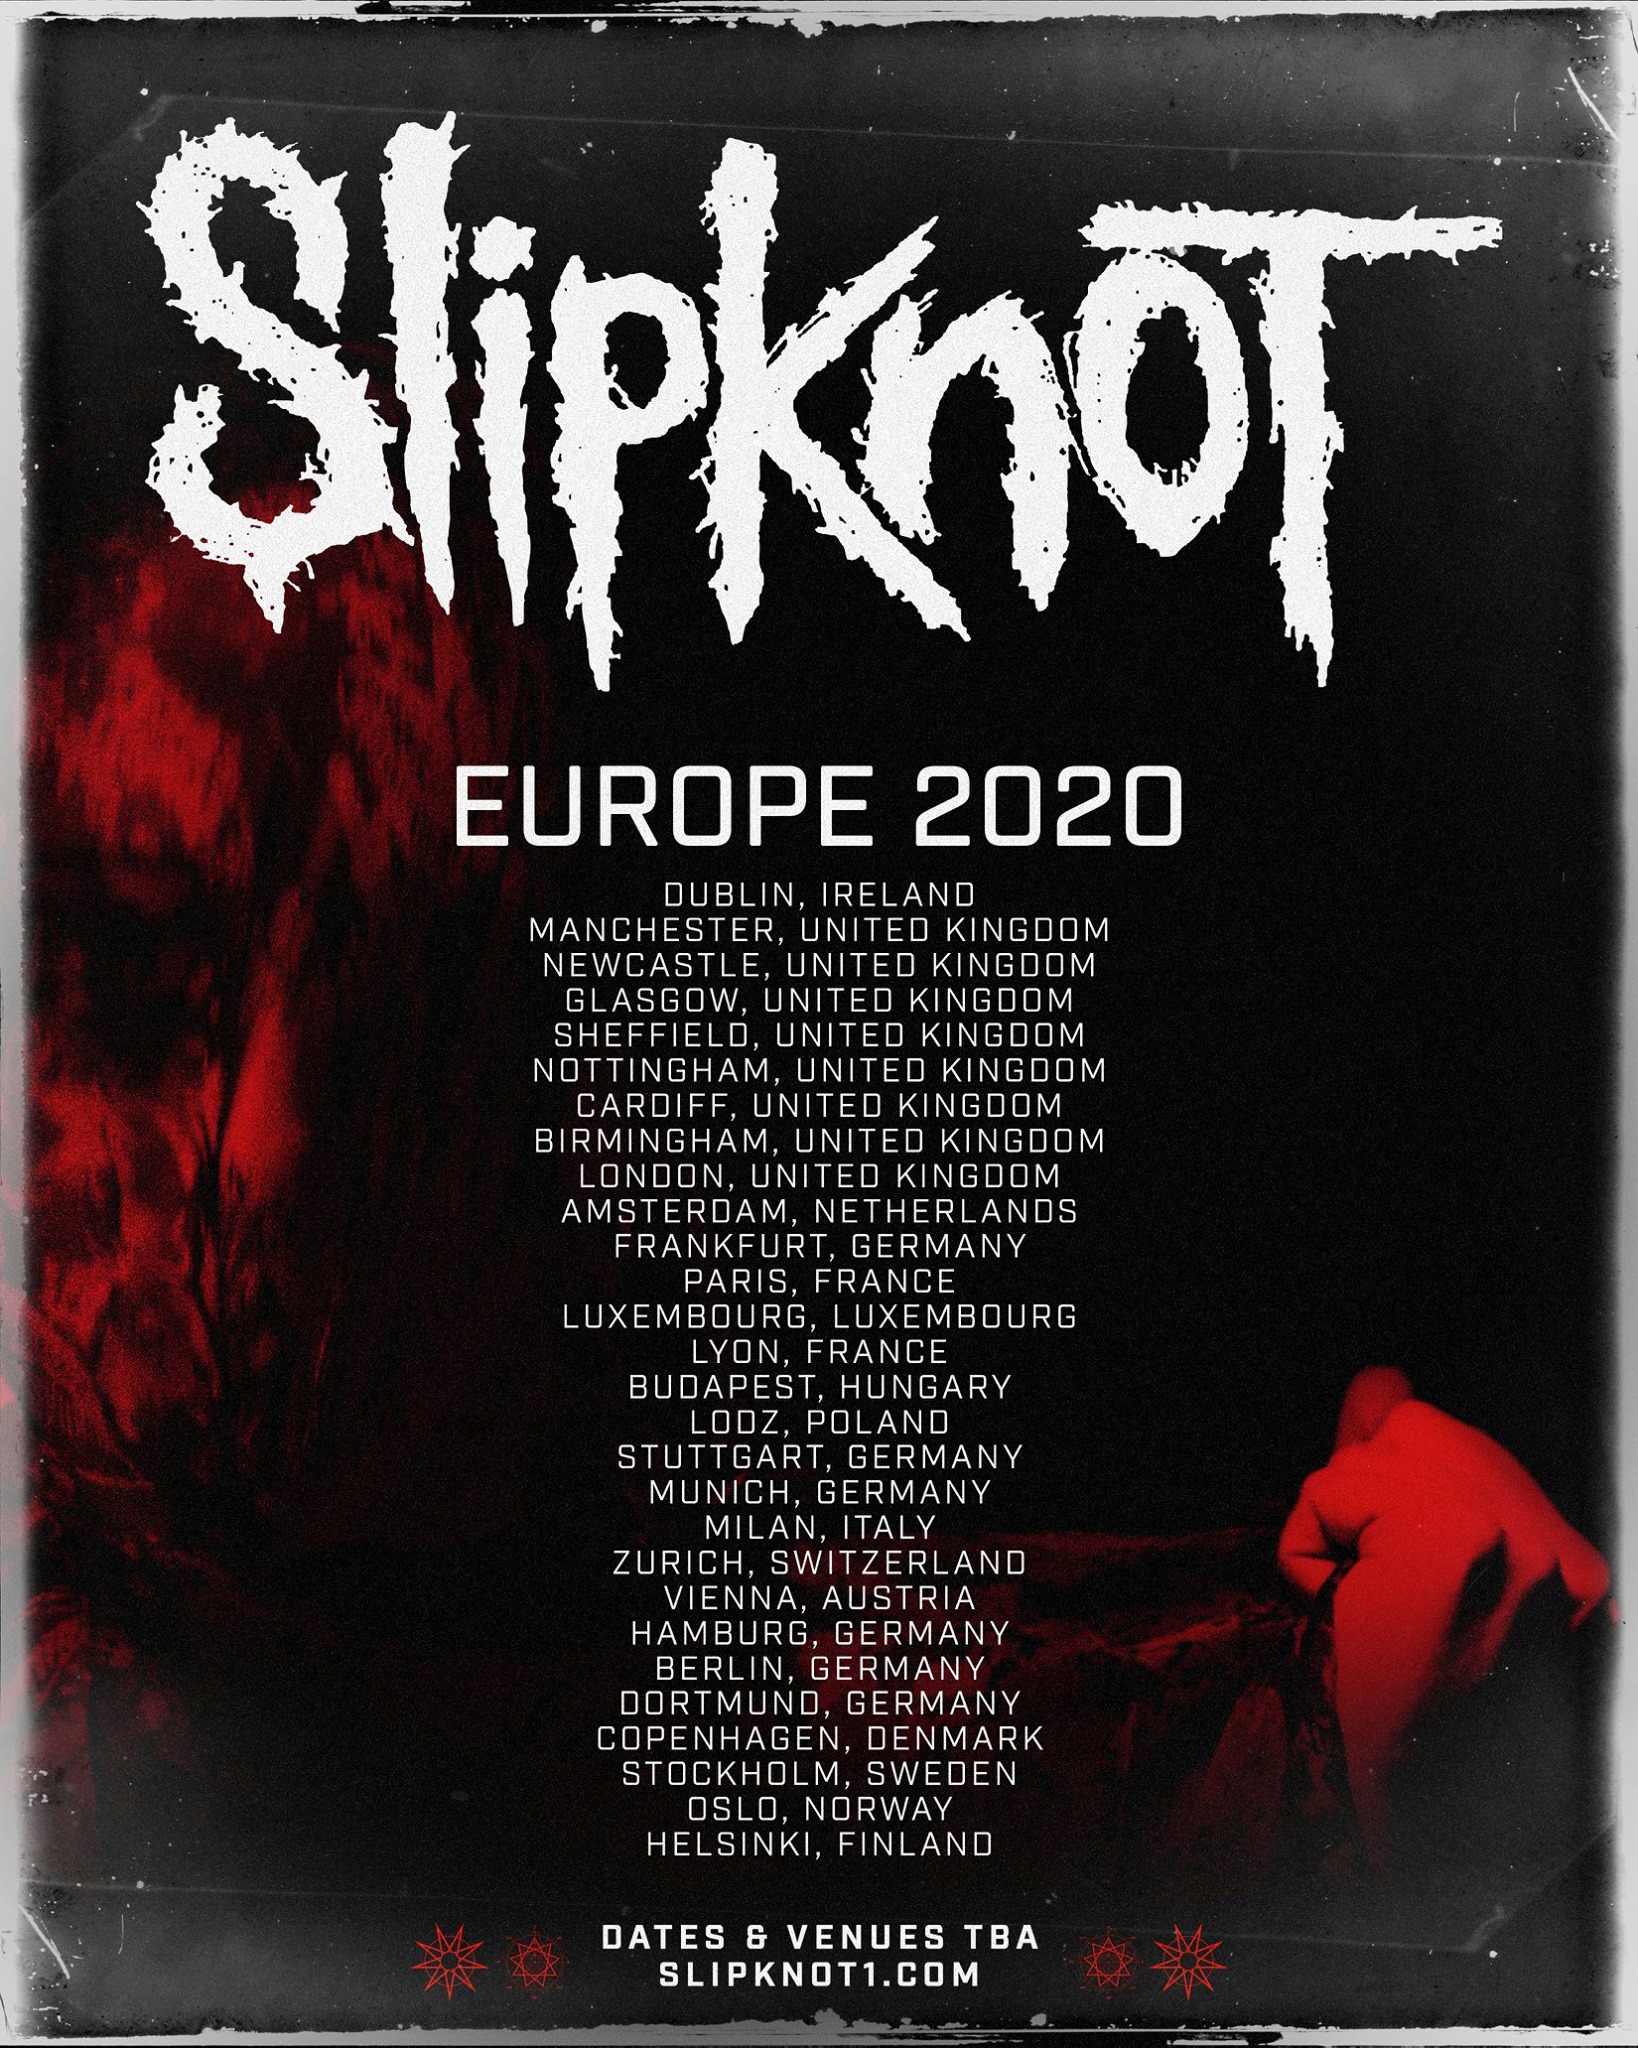 SlipknoT
EUROPE 2020
DUBLIN, IRELAND
MANCHESTER, UNITED KINGDOM
NEWCASTLE, UNITED KINGDOM
GLASGOW, UNITED KINGDOM
SHEFFIELD, UNITED KINGDOM
NOTTINGHAM, UNITED KINGDOM
CARDIFF, UNITED KINGDOM
BIRMINGHAM, UNITED KINGDOM
LONDON, UNITED KINGDOM
AMSTERDAM, NETHERLANDS
FRANKFURT, GERMANY
PARIS, FRANCE
LUXEMBOURG, LUXEMBOURG
LYON, FRANCE
BUDAPEST, HUNGARY
LODZ, POLAND
STUTTGART, GERMANY
MUNICH, GERMANY
MILAN, ITALY
ZURICH, SWITZERLAND
VIENNA, AUSTRIA
HAMBURG, GERMANY
BERLIN, GERMANY
DORTMUND, GERMANY
COPENHAGEN, DENMARK
STOCKHOLM, SWEDEN
OSLO, NORWAY
HELSINKI, FINLAND
DATES & VENUES TBA
SLIPKNOT1.COM